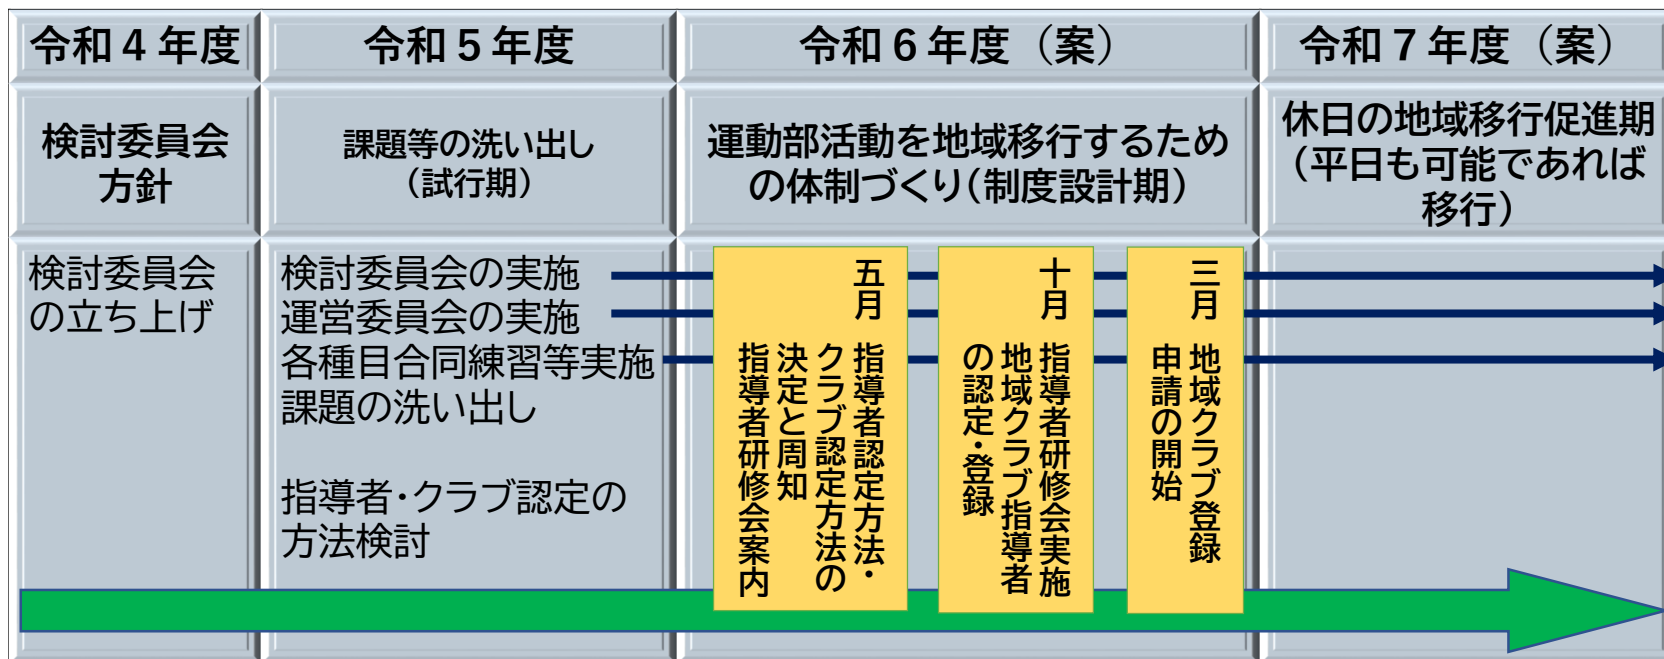 令和４年度
令和５年度
令和６年度（案）
令和７年度（案）
検討委員会
方針
課題等の洗い出し
（試行期）
運動部活動を地域移行するため
の体制づくり（制度設計期）
休日の地域移行促進期
（平日も可能であれば
移行）
検討委員会
の立ち上げ
検討委員会の実施
運営委員会の実施
各種目合同練習等実施
課題の洗い出し
指導者・クラブ認定の
方法検討
五月　指導者認定方法・
クラブ認定方法の
決定と周知
指導者研修会案内
十月　指導者研修会実施
地域クラブ指導者
の認定・登録
三月　地域クラブ登録
申請の開始